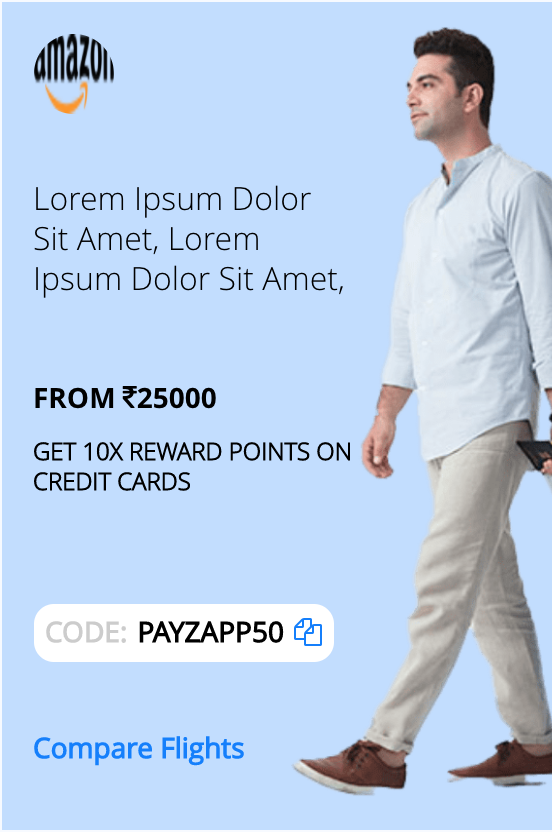 amazon
Lorem Ipsum Dolor
Sit Amet, Lorem
Ipsum Dolor Sit Amet,
FROM ₹25000
GET 10X REWARD POINTS ON
CREDIT CARDS
CODE: PAYZAPP50
Compare Flights